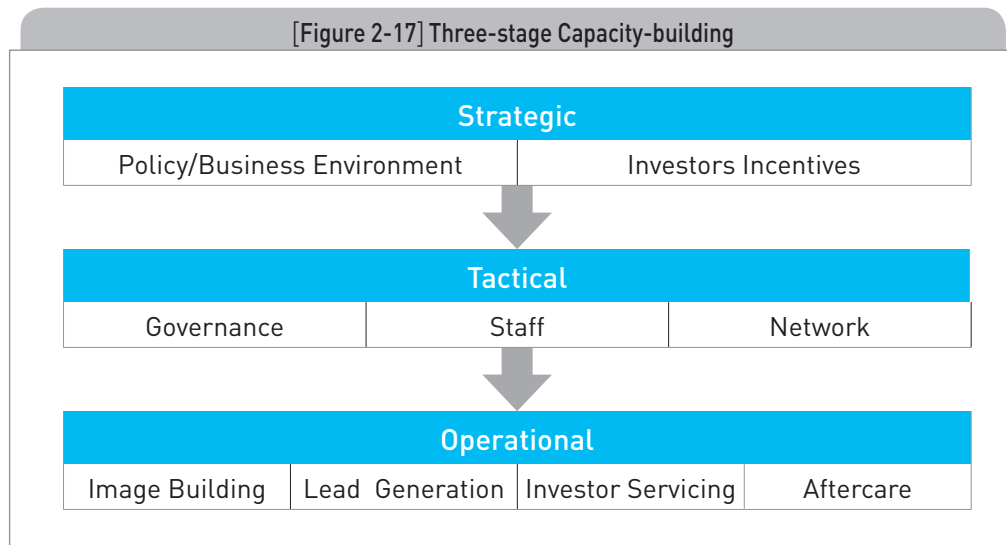 [Figure 2-17] Three-stage Capacity-building
Strategic
Policy/Business Environment Investors Incentives
Tactical
Governance Staff Network
Operational
Image Building Lead Generation Investor Servicing Aftercare